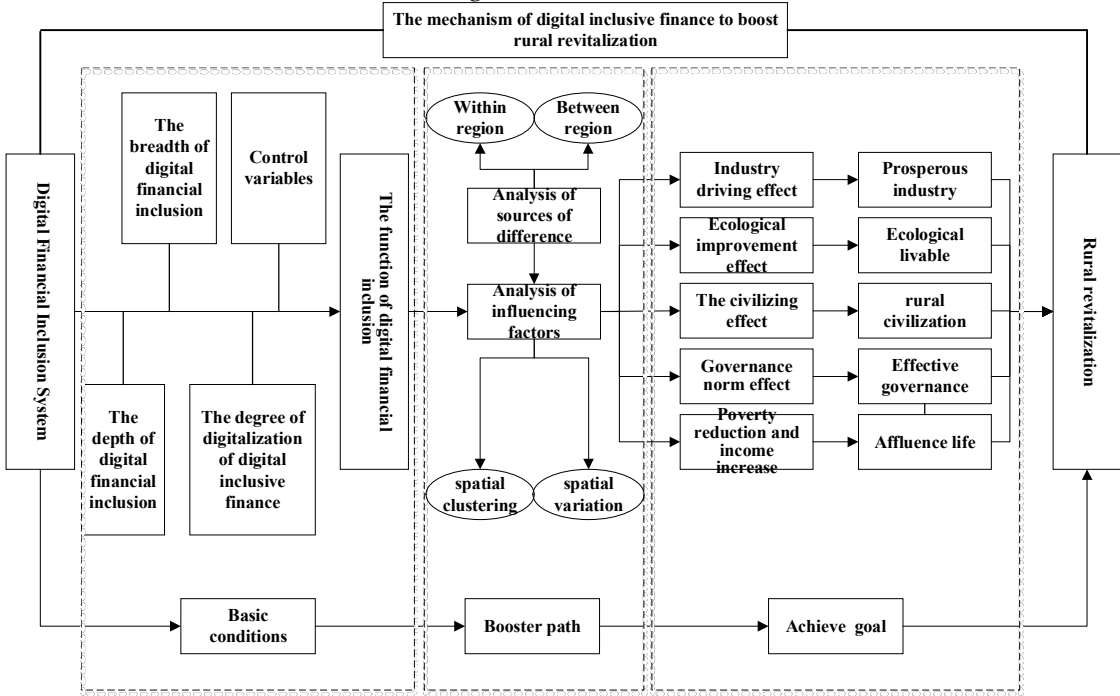 The mechanism of digital inclusive finance to boost
rural revitalization
Digital Financial Inclusion System
The
breadth of
digital
financial
inclusion
Control
variables
The
depth of
digital
financial
inclusion
The degree of
digitalization
of digital
inclusive
finance
The function of digital financial
inclusion
Within
region
Between
region
Analysis of
sources of
difference
Analysis of
influencing
factors
spatial
clustering
spatial
variation
Industry
driving effect
Prosperous
industry
Ecological
improvement
effect
Ecological
livable
The civilizing
effect
rural
civilization
Governance
norm effect
Effective
governance
Poverty
reduction and
income
increase
Affluence life
Rural revitalization
Basic
conditions
Booster path
Achieve goal